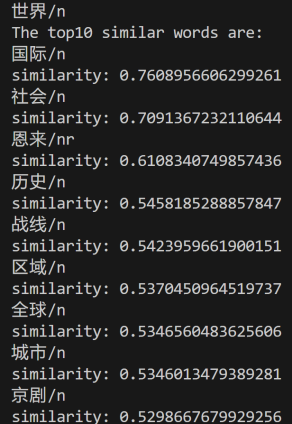 世界/n
The top10 similar words are:
国际/n
similarity: 0.7608956606299261
社会/n
similarity: 0.7091367232110644
恩来/nr
similarity: 0.6108340749857436
历史/n
similarity: 0.5458185288857847
战线/n
similarity: 0.5423959661900151
区域/n
similarity: 0.5370450964519737
全球/n
similarity: 0.5346560483625606
城市/n
similarity: 0.5346013479389281
京剧/n
similarity: 0.5298667679929256